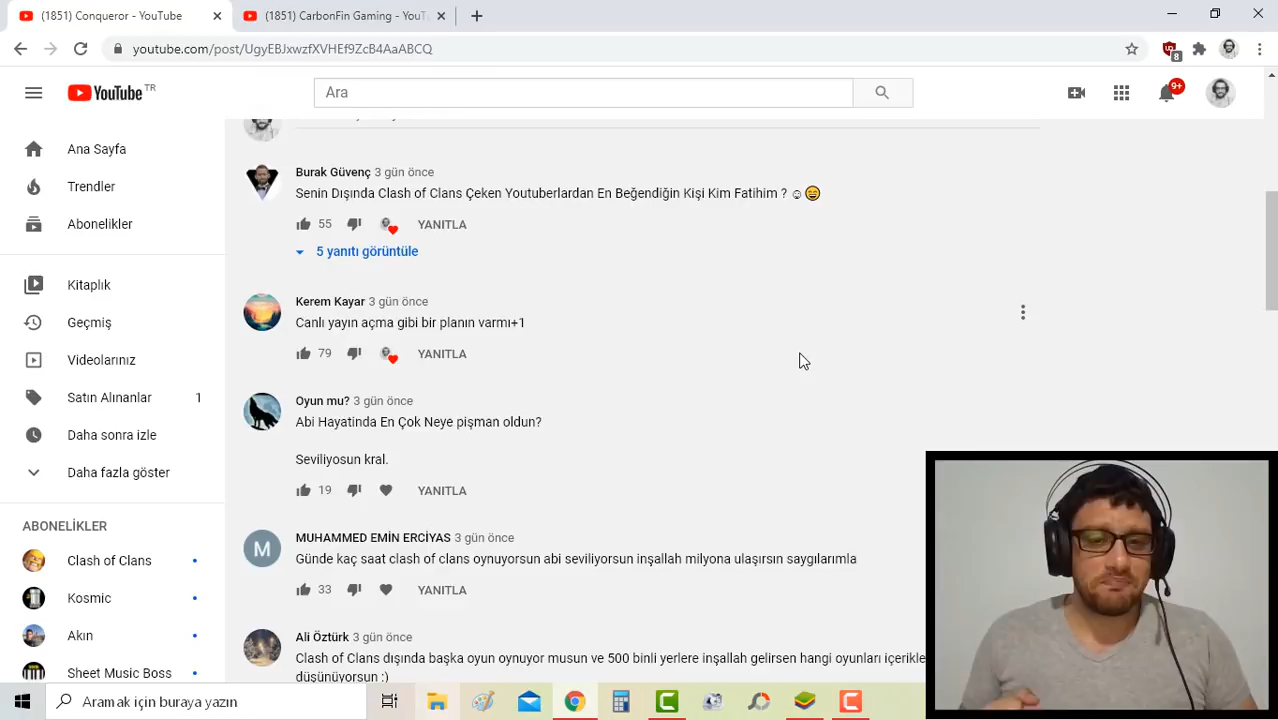 (1851) Conqueror - YouTube
(1851) CarbonFin Gaming - YouT
youtube.com/post/UgyEBJxwzfXVHEf9ZcB4AaABCQ
8
YouTube TR
Ara
9+
Ana Sayfa
Trendler
Abonelikler
Kitaplık
Geçmiş
Videolarınız
Satın Alınanlar 1
Daha sonra izle
Daha fazla göster
ABONELİKLER
Clash of Clans
Kosmic
Akın
Sheet Music Boss
Burak Güvenç 3 gün önce
Senin Dışında Clash of Clans Çeken Youtuberlardan En Beğendiğin Kişi Kim Fatihim ? ☺😄
55 YANITLA
5 yanıtı görüntüle
Kerem Kayar 3 gün önce
Canlı yayın açma gibi bir planın varmı+1
79 YANITLA
Oyun mu? 3 gün önce
Abi Hayatinda En Çok Neye pişman oldun?
Seviliyosun kral.
19 YANITLA
M
MUHAMMED EMİN ERCİYAS 3 gün önce
Günde kaç saat clash of clans oynuyorsun abi seviliyorsun inşallah milyona ulaşırsın saygılarımla
33 YANITLA
Ali Öztürk 3 gün önce
Clash of Clans dışında başka oyun oynuyor musun ve 500 binli yerlere inşallah gelirsen hangi oyunları içerikle
düşünüyorsun :)
Aramak için buraya yazın